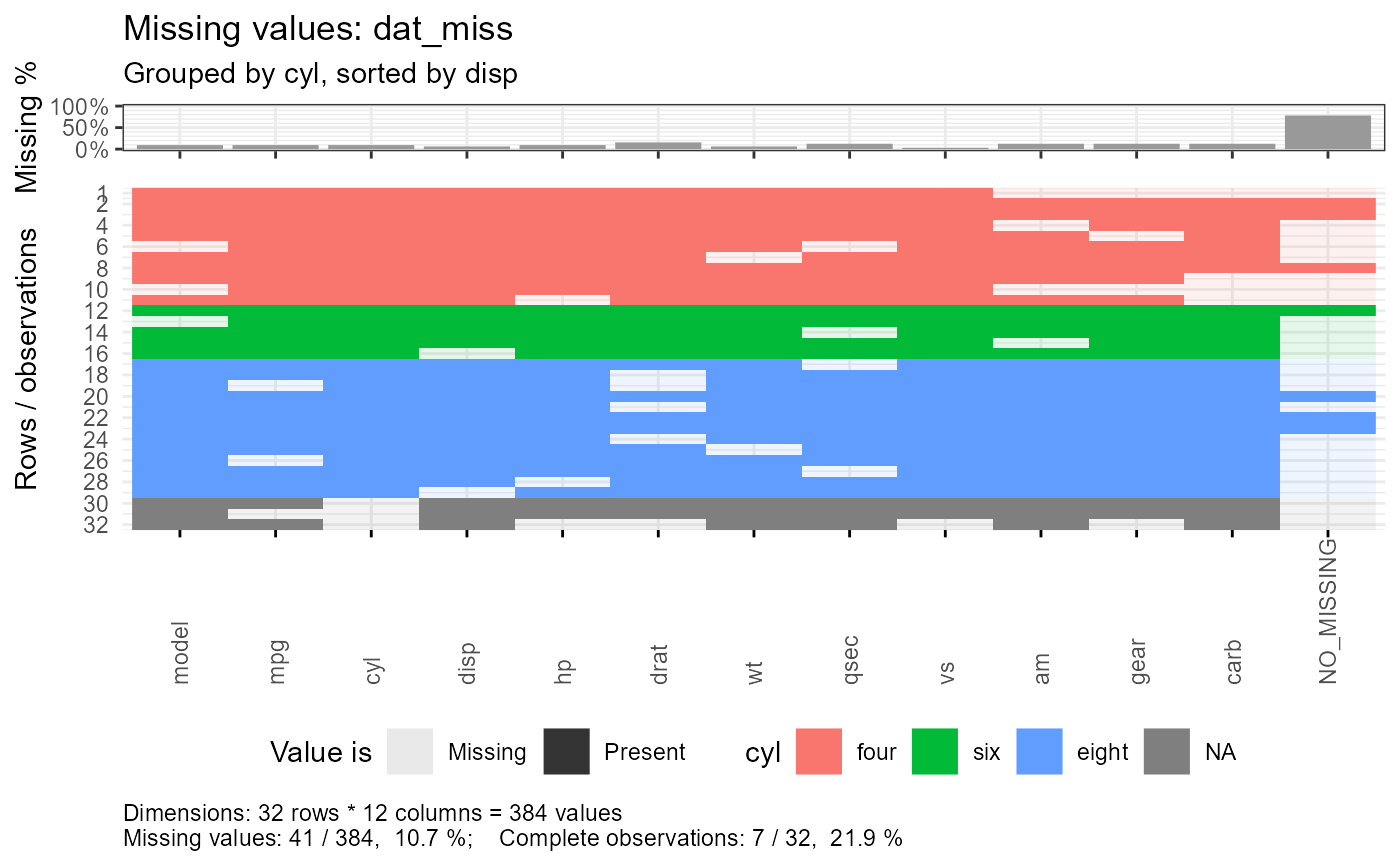 Missing values: dat_miss
Grouped by cyl, sorted by disp
Missing %
100%
50%
0%
Rows / observations
1
2
4
6
8
10
12
14
16
18
20
22
24
26
28
30
32
model mpg cyl disp hp drat wt qsec vs am gear carb NO_MISSING
Value is Missing Present cyl four six eight NA
Dimensions: 32 rows * 12 columns = 384 values
Missing values: 41 / 384,  10.7 %;    Complete observations: 7 / 32,  21.9 %